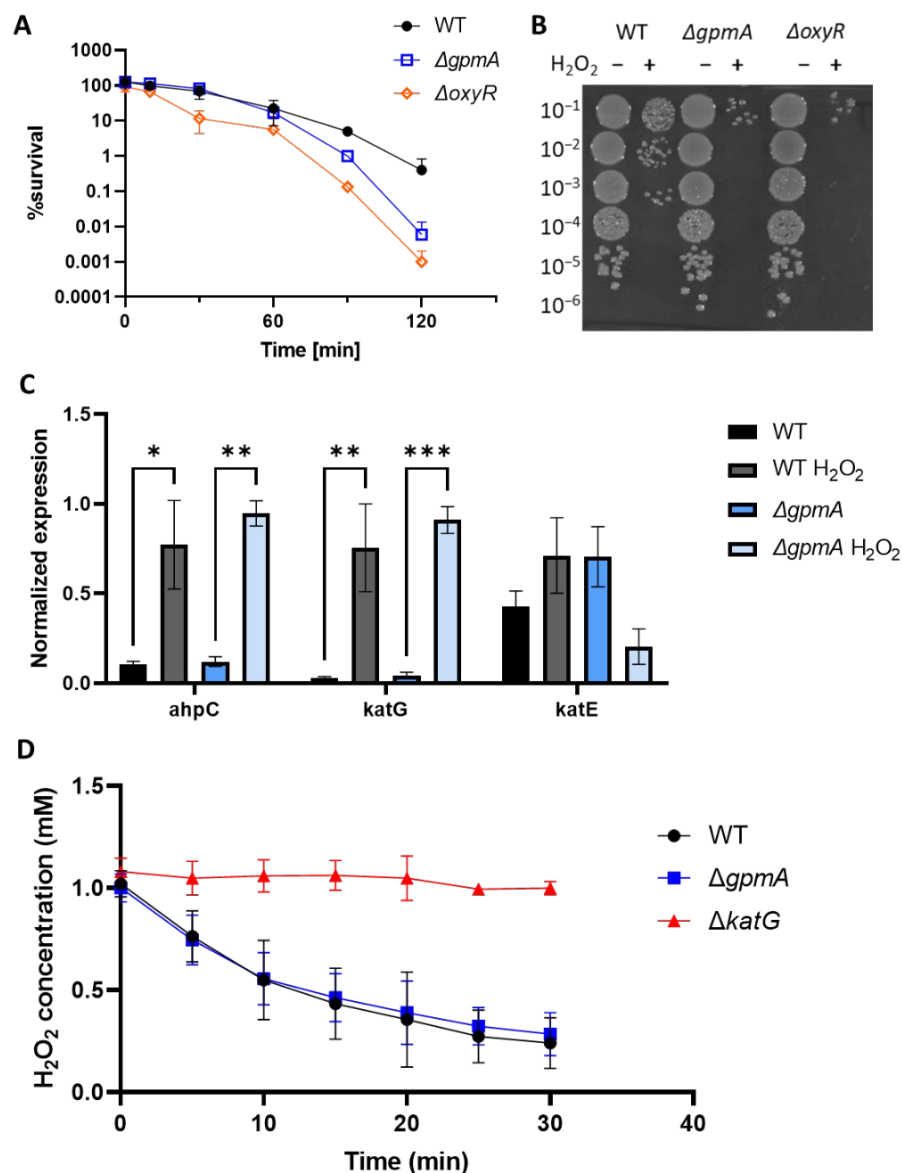 A
WT
ΔgpmA
ΔoxyR
1000
100
10
1
0.1
0.01
0.001
0.0001
%survival
0
60
120
Time [min]
B
WT ΔgpmA ΔoxyR
H₂O₂ − + − + − +
10⁻¹
10⁻²
10⁻³
10⁻⁴
10⁻⁵
10⁻⁶
C
1.5
1.0
0.5
0.0
Normalized expression
* ** ** ***
ahpC katG katE
WT
WT H₂O₂
ΔgpmA
ΔgpmA H₂O₂
D
1.5
1.0
0.5
0.0
H₂O₂ concentration (mM)
0 10 20 30 40
Time (min)
WT
ΔgpmA
ΔkatG